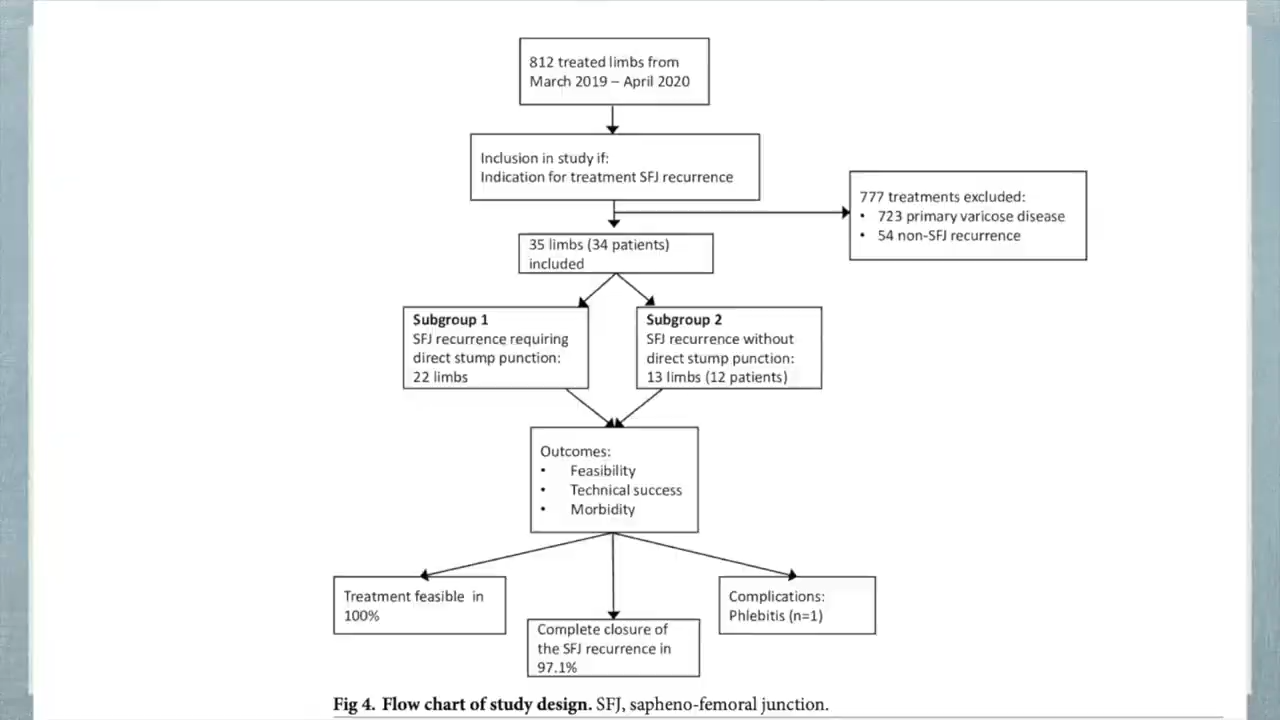 812 treated limbs from
March 2019 – April 2020
Inclusion in study if:
Indication for treatment SFJ recurrence
777 treatments excluded:
• 723 primary varicose disease
• 54 non-SFJ recurrence
35 limbs (34 patients)
included
Subgroup 1
SFJ recurrence requiring
direct stump punction:
22 limbs
Subgroup 2
SFJ recurrence without
direct stump punction:
13 limbs (12 patients)
Outcomes:
• Feasibility
• Technical success
• Morbidity
Treatment feasible in
100%
Complete closure of
the SFJ recurrence in
97.1%
Complications:
Phlebitis (n=1)
Fig 4. Flow chart of study design. SFJ, sapheno-femoral junction.